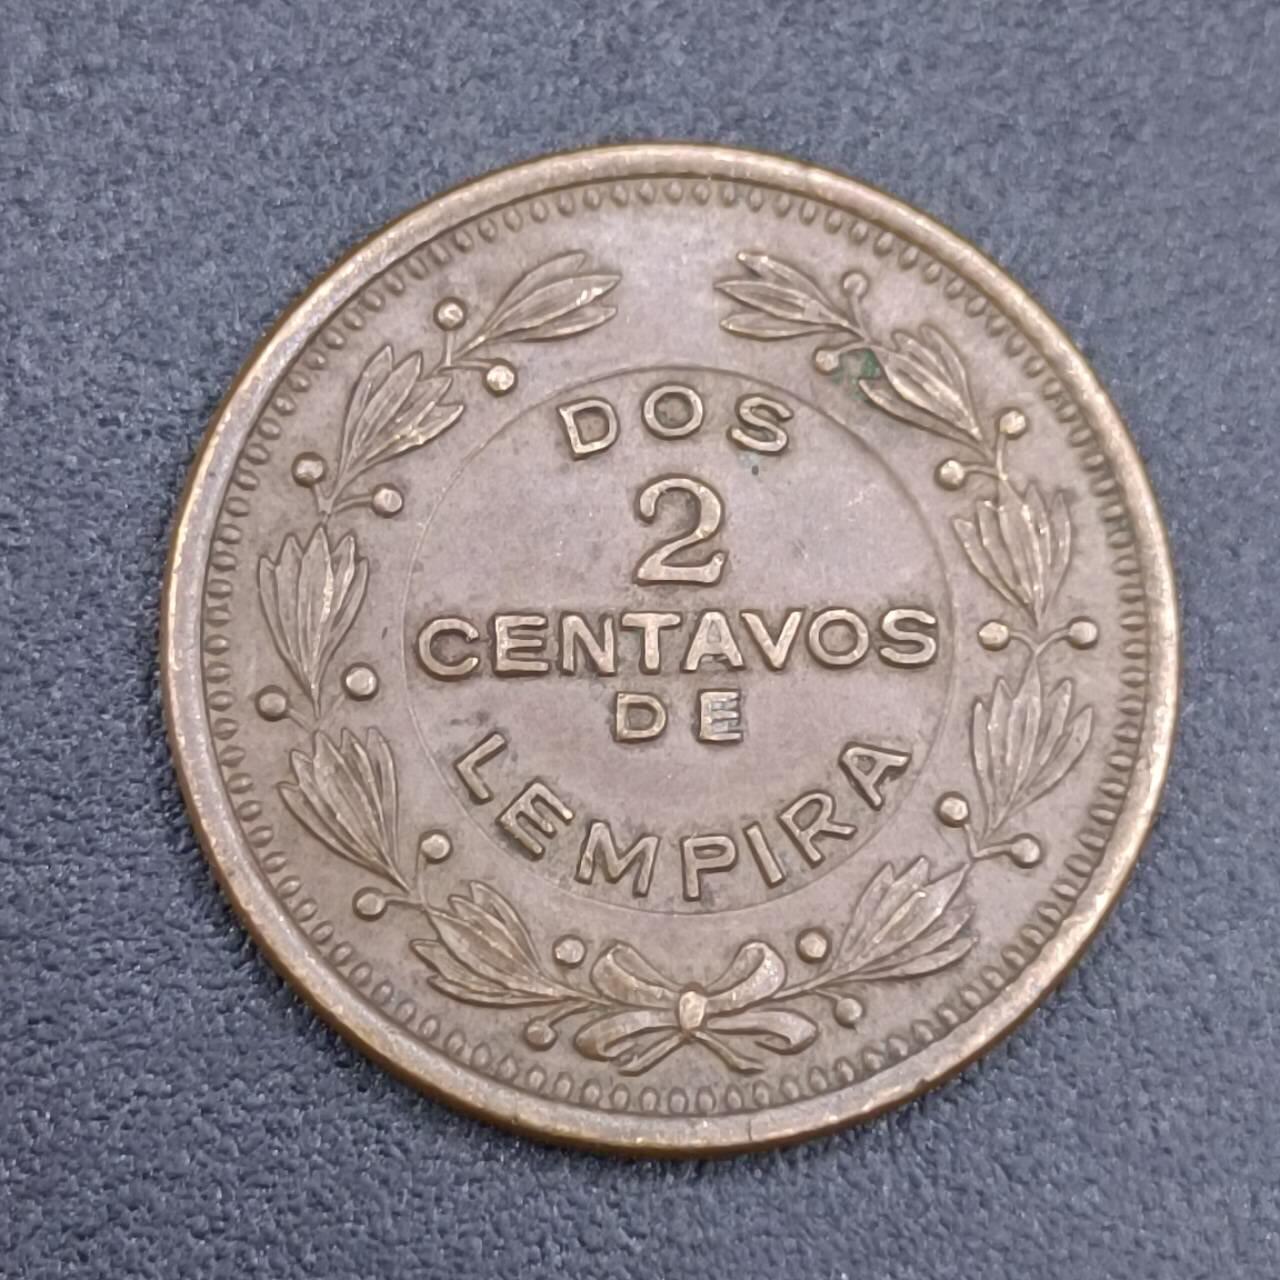 DOS
2
CENTAVOS
DE
LEMPIRA